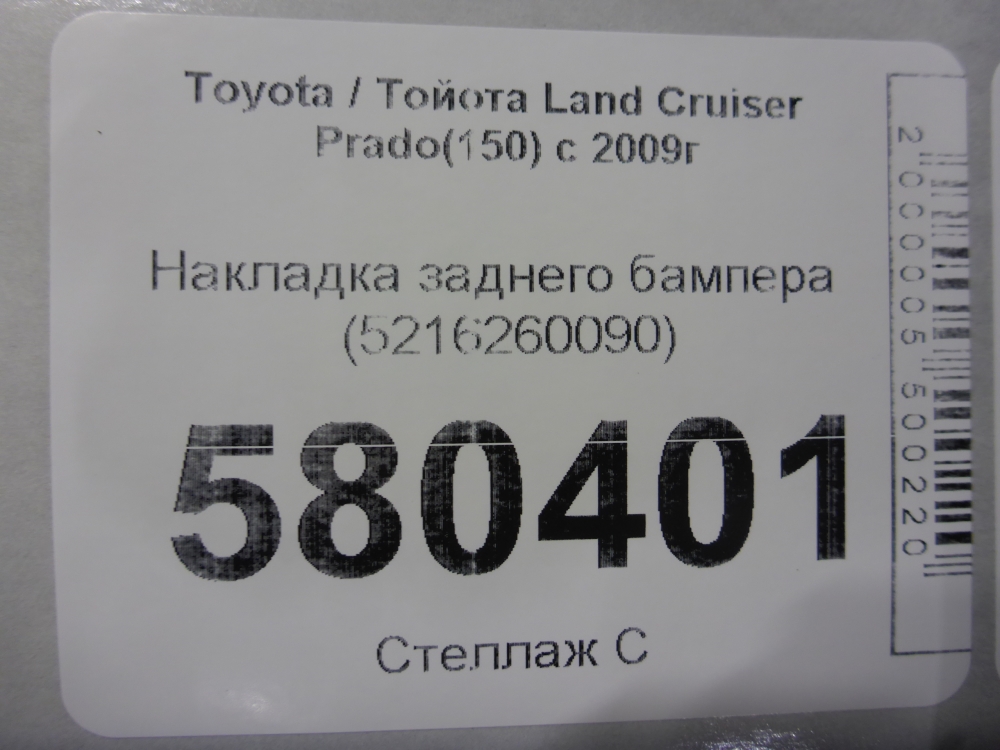 Toyota / Тойота Land Cruiser
Prado(150) с 2009г
Накладка заднего бампера
(5216260090)
580401
Стеллаж С
2000005500220